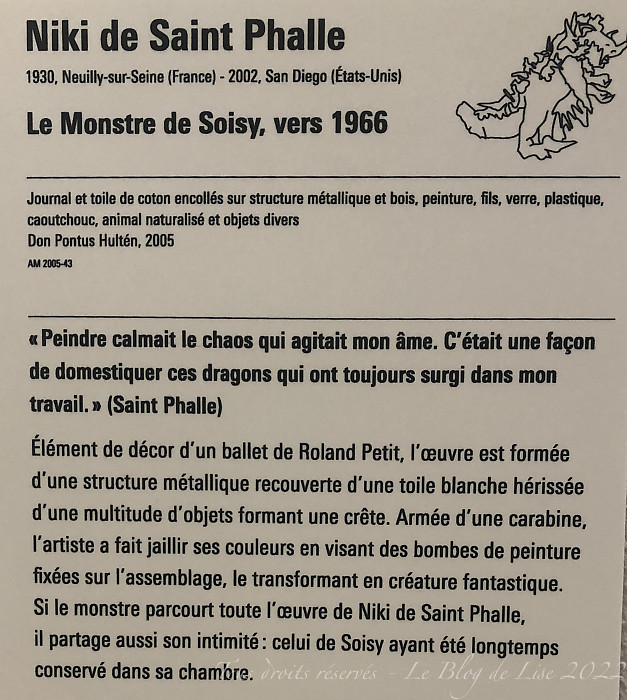 Niki de Saint Phalle
1930, Neuilly-sur-Seine (France) - 2002, San Diego (États-Unis)
Le Monstre de Soisy, vers 1966
Journal et toile de coton encollés sur structure métallique et bois, peinture, fils, verre, plastique,
caoutchouc, animal naturalisé et objets divers
Don Pontus Hultén, 2005
AM 2005-43
« Peindre calmait le chaos qui agitait mon âme. C’était une façon
de domestiquer ces dragons qui ont toujours surgi dans mon
travail. » (Saint Phalle)
Élément de décor d’un ballet de Roland Petit, l’œuvre est formée
d’une structure métallique recouverte d’une toile blanche hérissée
d’une multitude d’objets formant une crête. Armée d’une carabine,
l’artiste a fait jaillir ses couleurs en visant des bombes de peinture
fixées sur l’assemblage, le transformant en créature fantastique.
Si le monstre parcourt toute l’œuvre de Niki de Saint Phalle,
il partage aussi son intimité : celui de Soisy ayant été longtemps
conservé dans sa chambre.
droits réservés - Le Blog de Lise 2022